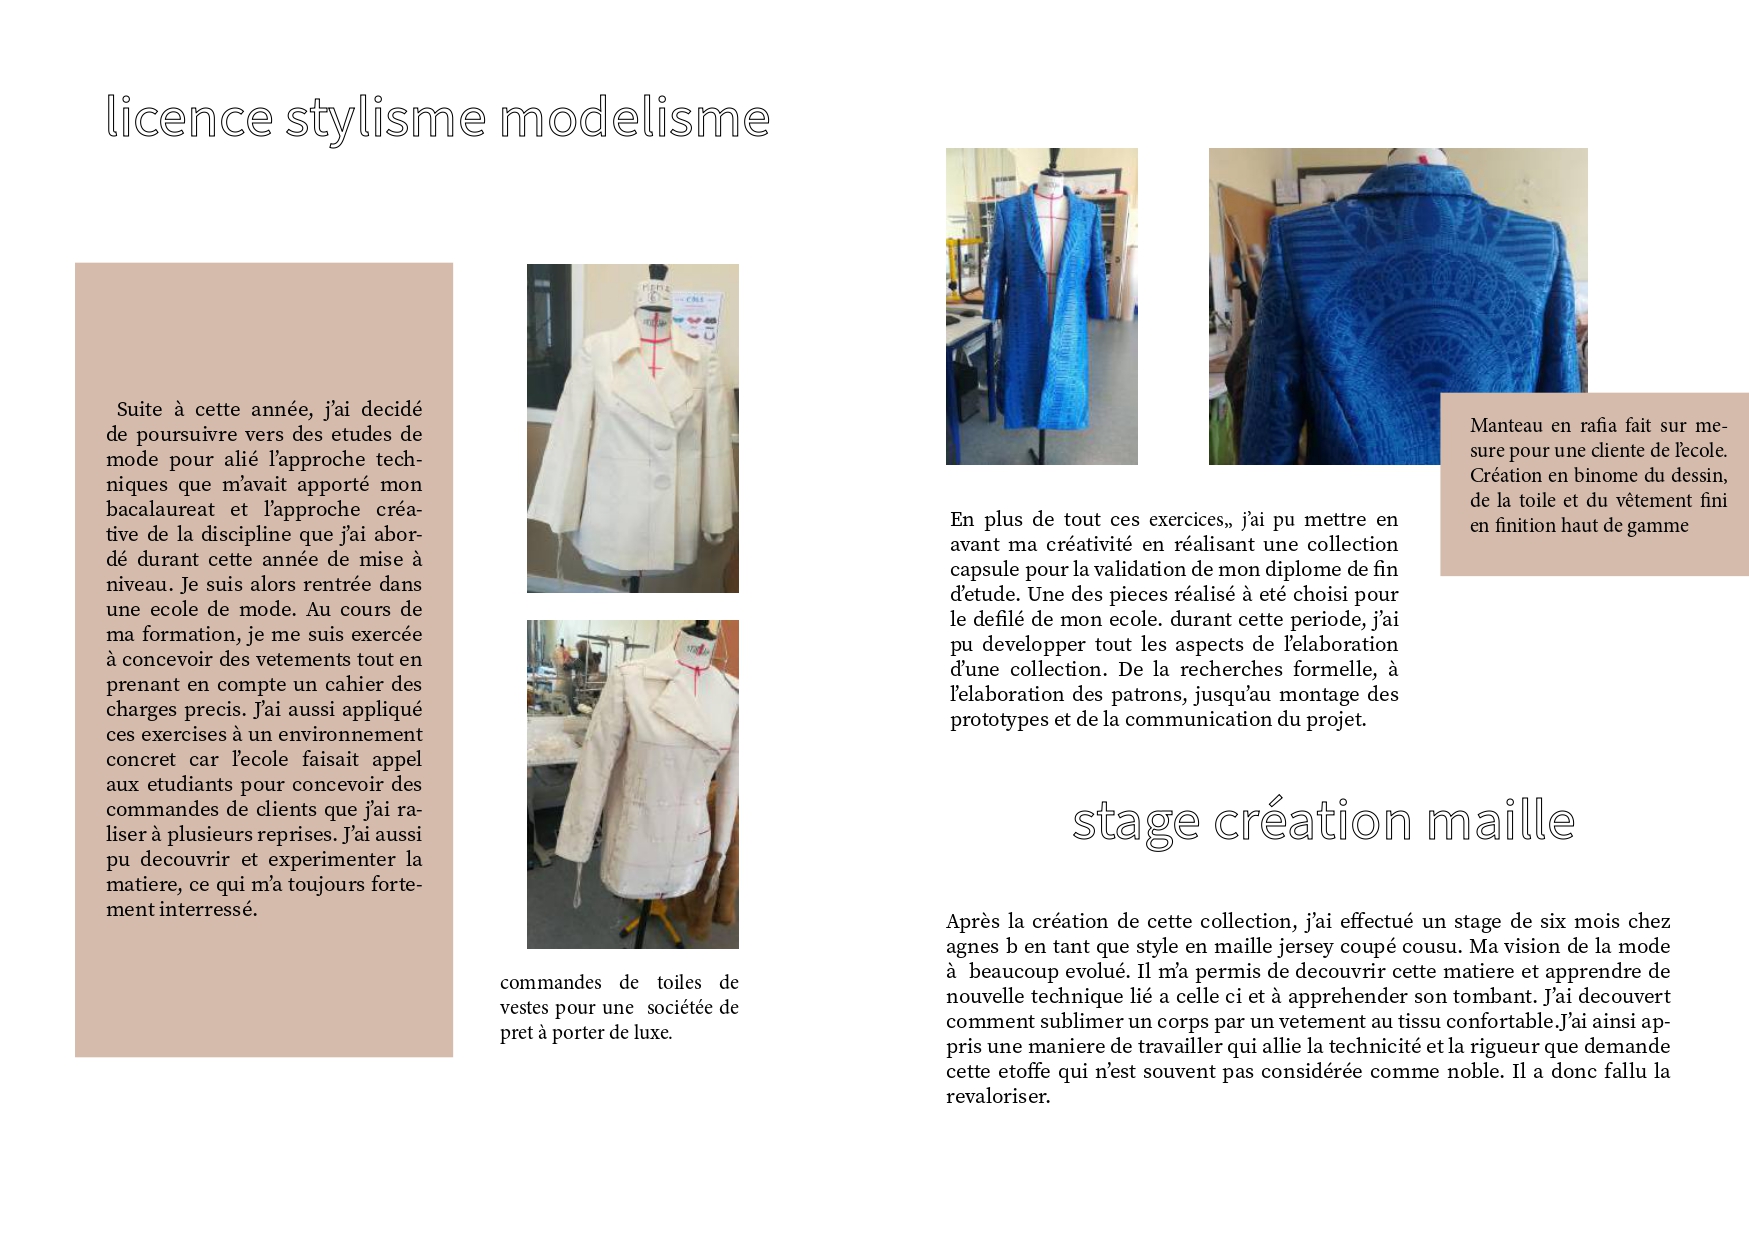 licence stylisme modelisme
Suite à cette année, j’ai decidé
de poursuivre vers des etudes de
mode pour alié l’approche tech-
niques que m’avait apporté mon
bacalaureat et l’approche créa-
tive de la discipline que j’ai abor-
dé durant cette année de mise à
niveau. Je suis alors rentrée dans
une ecole de mode. Au cours de
ma formation, je me suis exercée
à concevoir des vetements tout en
prenant en compte un cahier des
charges precis. J’ai aussi appliqué
ces exercises à un environnement
concret car l’ecole faisait appel
aux etudiants pour concevoir des
commandes de clients que j’ai ra-
liser à plusieurs reprises. J’ai aussi
pu decouvrir et experimenter la
matiere, ce qui m’a toujours forte-
ment interressé.
commandes de toiles de
vestes pour une sociétée de
pret à porter de luxe.
Manteau en rafia fait sur me-
sure pour une cliente de l’ecole.
Création en binome du dessin,
de la toile et du vêtement fini
en finition haut de gamme
En plus de tout ces exercices,, j’ai pu mettre en
avant ma créativité en réalisant une collection
capsule pour la validation de mon diplome de fin
d’etude. Une des pieces réalisé à eté choisi pour
le defilé de mon ecole. durant cette periode, j’ai
pu developper tout les aspects de l’elaboration
d’une collection. De la recherches formelle, à
l’elaboration des patrons, jusqu’au montage des
prototypes et de la communication du projet.
stage création maille
Après la création de cette collection, j’ai effectué un stage de six mois chez
agnes b en tant que style en maille jersey coupé cousu. Ma vision de la mode
à beaucoup evolué. Il m’a permis de decouvrir cette matiere et apprendre de
nouvelle technique lié a celle ci et à apprehender son tombant. J’ai decouvert
comment sublimer un corps par un vetement au tissu confortable.J’ai ainsi ap-
pris une maniere de travailler qui allie la technicité et la rigueur que demande
cette etoffe qui n’est souvent pas considérée comme noble. Il a donc fallu la
revaloriser.